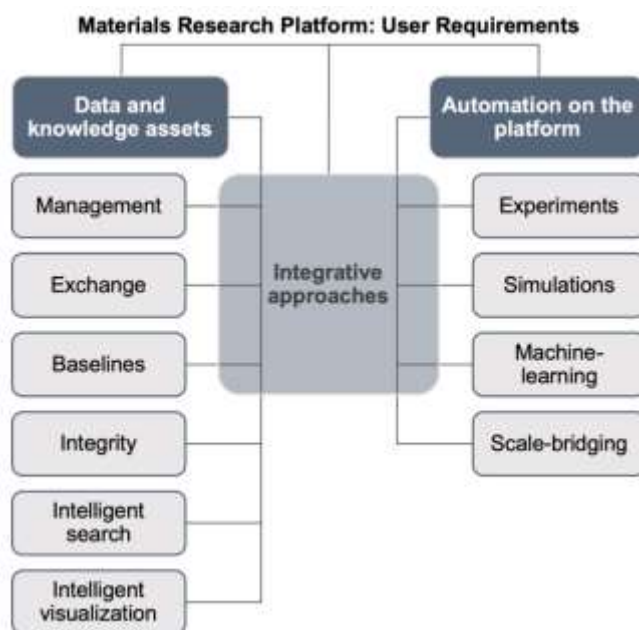 Materials Research Platform: User Requirements
Data and
knowledge assets
Management
Exchange
Baselines
Integrity
Intelligent
search
Intelligent
visualization
Integrative
approaches
Automation on the
platform
Experiments
Simulations
Machine-
learning
Scale-bridging